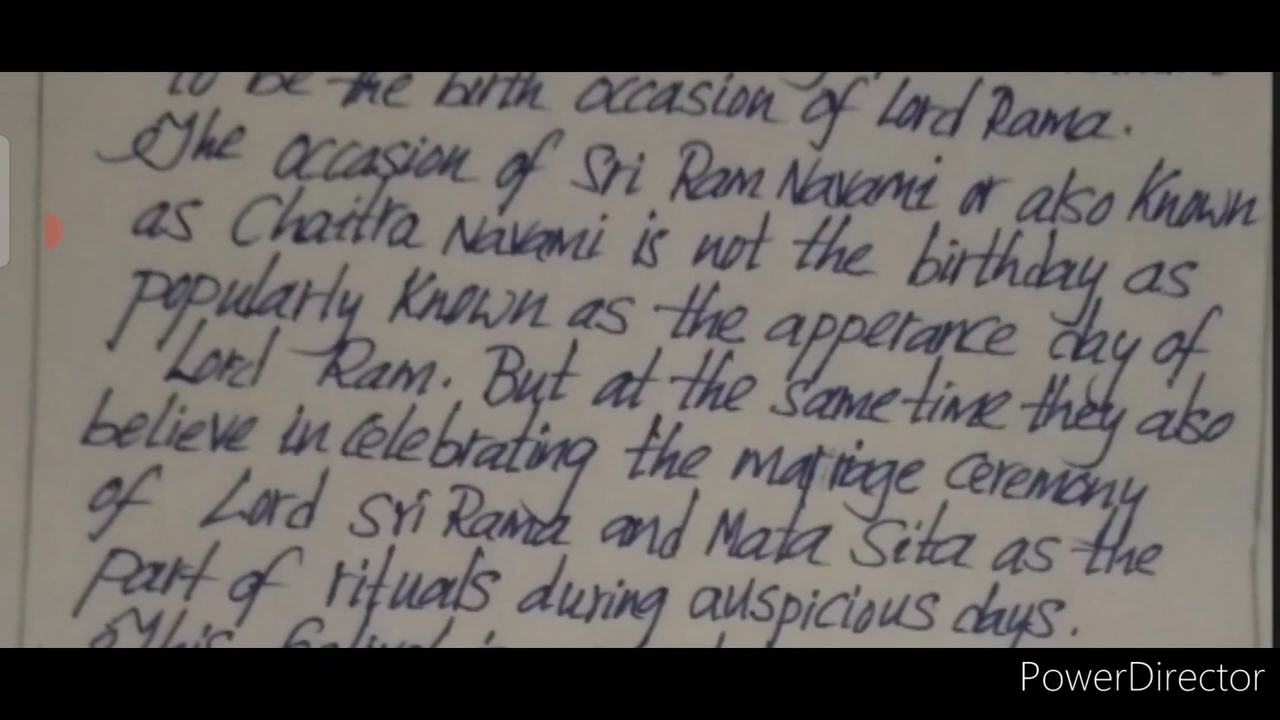 to be the birth occasion of Lord Rama.
The occasion of Sri Ram Navami or also known
as Chaitra Navami is not the birthday as
popularly known as the apperance day of
Lord Ram. But at the same time they also
believe in celebrating the marriage ceremony
of Lord Sri Rama and Mata Sita as the
part of rituals during auspicious days.
This
PowerDirector